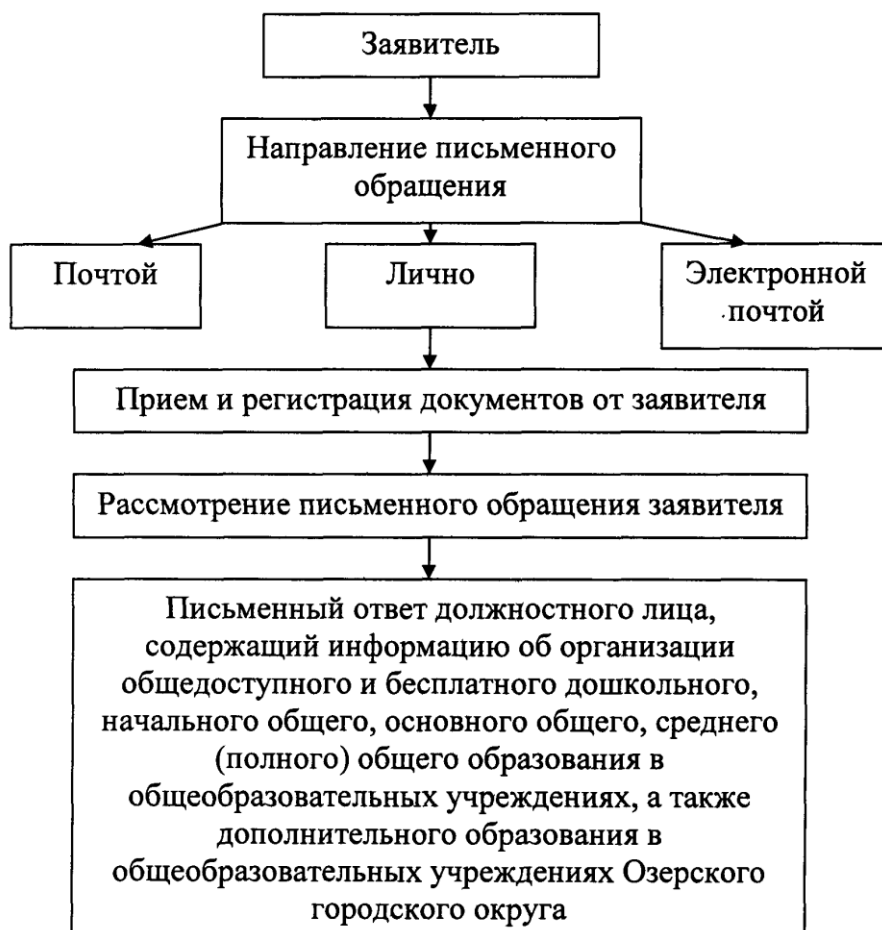 Заявитель
Направление письменного
обращения
Почтой
Лично
Электронной
почтой
Прием и регистрация документов от заявителя
Рассмотрение письменного обращения заявителя
Письменный ответ должностного лица,
содержащий информацию об организации
общедоступного и бесплатного дошкольного,
начального общего, основного общего, среднего
(полного) общего образования в
общеобразовательных учреждениях, а также
дополнительного образования в
общеобразовательных учреждениях Озерского
городского округа